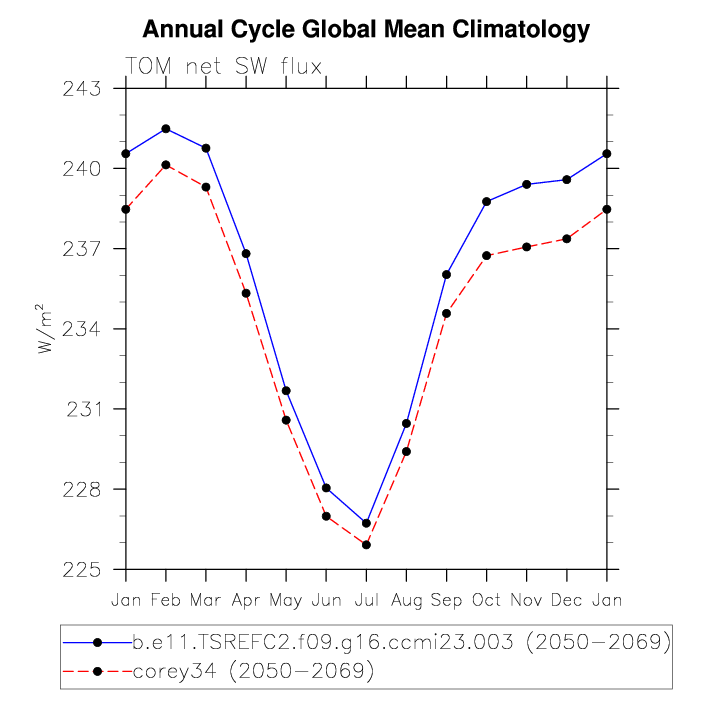 Annual Cycle Global Mean Climatology
TOM net SW flux
243
240
237
234
231
228
225
W/m²
Jan Feb Mar Apr May Jun Jul Aug Sep Oct Nov Dec Jan
b.e11.TSREFC2.f09.g16.ccmi23.003 (2050-2069)
corey34 (2050-2069)